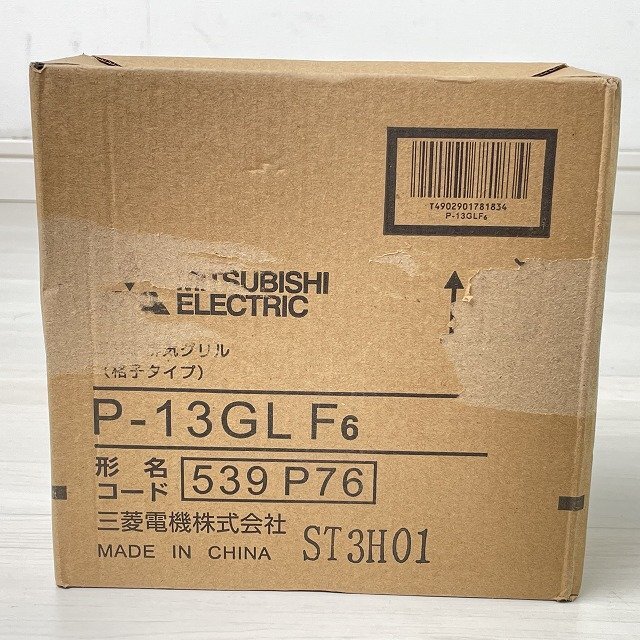 T4902901781834
P-13GLF6
MITSUBISHI
ELECTRIC
気グリル
(格子タイプ)
P-13GL F6
形名
コード 539 P76
三菱電機株式会社
MADE IN CHINA ST3H01